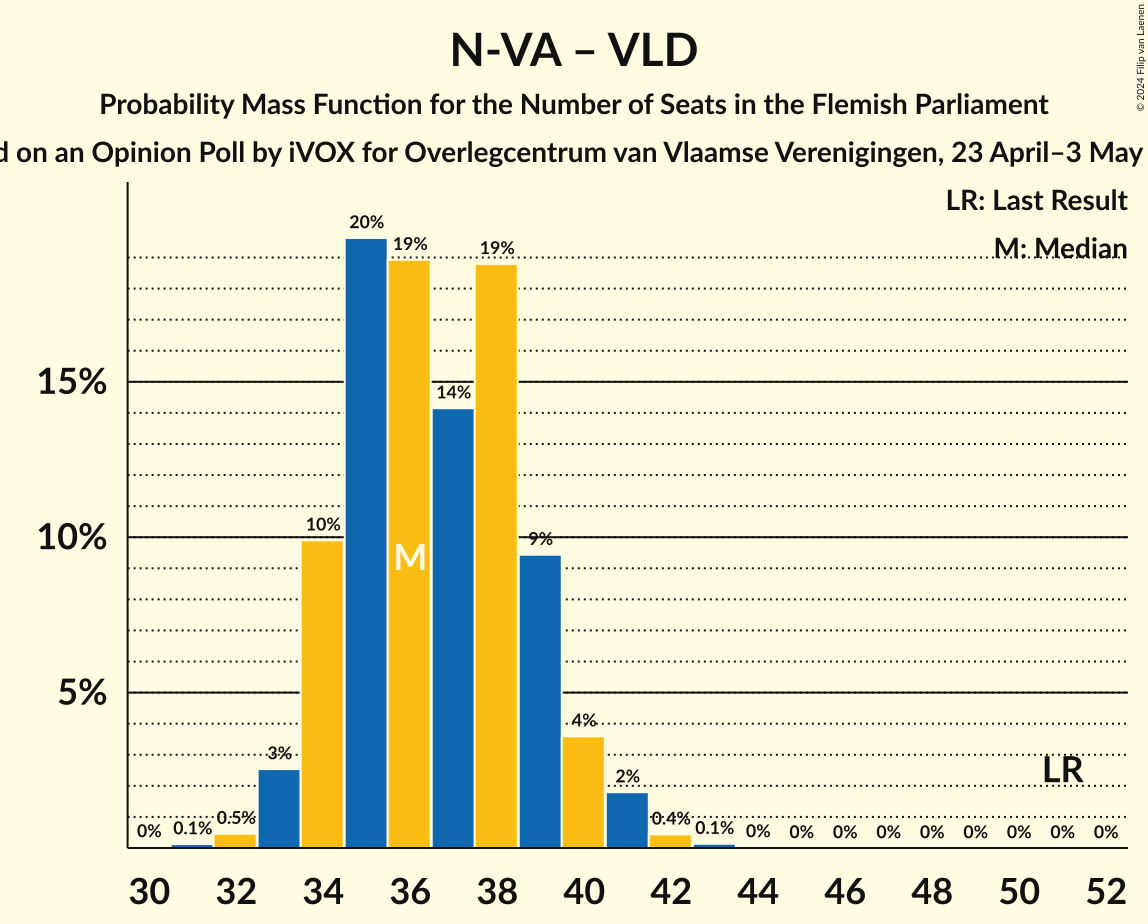 N-VA – VLD
Probability Mass Function for the Number of Seats in the Flemish Parliament
on an Opinion Poll by iVOX for Overlegcentrum van Vlaamse Verenigingen, 23 April–3 May
© 2024 Filip van Laenen
LR: Last Result
M: Median
20%
19%
19%
15%
14%
10%
10%
9%
M
5%
4%
3%
2%
LR
0%
0.1%
0.5%
0.4%
0.1%
0%
0%
0%
0%
0%
0%
0%
0%
0%
30 32 34 36 38 40 42 44 46 48 50 52